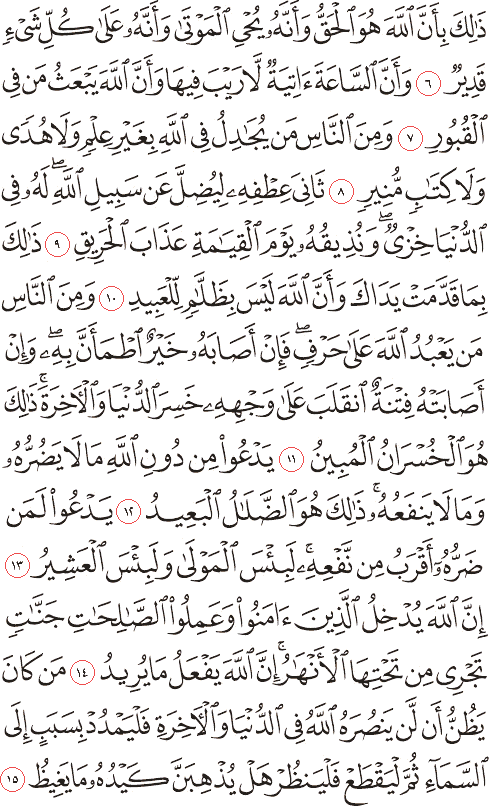 ذَٰلِكَ بِأَنَّ ٱللَّهَ هُوَ ٱلْحَقُّ وَأَنَّهُۥ يُحْىِ ٱلْمَوْتَىٰ وَأَنَّهُۥ عَلَىٰ كُلِّ شَىْءٍ
قَدِيرٌ ٦ وَأَنَّ ٱلسَّاعَةَ ءَاتِيَةٌ لَّا رَيْبَ فِيهَا وَأَنَّ ٱللَّهَ يَبْعَثُ مَن فِى
ٱلْقُبُورِ ٧ وَمِنَ ٱلنَّاسِ مَن يُجَٰدِلُ فِى ٱللَّهِ بِغَيْرِ عِلْمٍ وَلَا هُدًى
وَلَا كِتَٰبٍ مُّنِيرٍ ٨ ثَانِىَ عِطْفِهِۦ لِيُضِلَّ عَن سَبِيلِ ٱللَّهِ ۖ لَهُۥ فِى
ٱلدُّنْيَا خِزْىٌ ۖ وَنُذِيقُهُۥ يَوْمَ ٱلْقِيَٰمَةِ عَذَابَ ٱلْحَرِيقِ ٩ ذَٰلِكَ
بِمَا قَدَّمَتْ يَدَاكَ وَأَنَّ ٱللَّهَ لَيْسَ بِظَلَّٰمٍ لِّلْعَبِيدِ ١٠ وَمِنَ ٱلنَّاسِ
مَن يَعْبُدُ ٱللَّهَ عَلَىٰ حَرْفٍ ۖ فَإِنْ أَصَابَهُۥ خَيْرٌ ٱطْمَأَنَّ بِهِۦ ۖ وَإِنْ
أَصَابَتْهُ فِتْنَةٌ ٱنقَلَبَ عَلَىٰ وَجْهِهِۦ خَسِرَ ٱلدُّنْيَا وَٱلْءَاخِرَةَ ۚ ذَٰلِكَ
هُوَ ٱلْخُسْرَانُ ٱلْمُبِينُ ١١ يَدْعُوا۟ مِن دُونِ ٱللَّهِ مَا لَا يَضُرُّهُۥ
وَمَا لَا يَنفَعُهُۥ ۚ ذَٰلِكَ هُوَ ٱلضَّلَٰلُ ٱلْبَعِيدُ ١٢ يَدْعُوا۟ لَمَن
ضَرُّهُۥٓ أَقْرَبُ مِن نَّفْعِهِۦ ۚ لَبِئْسَ ٱلْمَوْلَىٰ وَلَبِئْسَ ٱلْعَشِيرُ ١٣
إِنَّ ٱللَّهَ يُدْخِلُ ٱلَّذِينَ ءَامَنُوا۟ وَعَمِلُوا۟ ٱلصَّٰلِحَٰتِ جَنَّٰتٍ
تَجْرِى مِن تَحْتِهَا ٱلْأَنْهَٰرُ ۚ إِنَّ ٱللَّهَ يَفْعَلُ مَا يُرِيدُ ١٤ مَن كَانَ
يَظُنُّ أَن لَّن يَنصُرَهُ ٱللَّهُ فِى ٱلدُّنْيَا وَٱلْءَاخِرَةِ فَلْيَمْدُدْ بِسَبَبٍ إِلَى
ٱلسَّمَآءِ ثُمَّ لْيَقْطَعْ فَلْيَنظُرْ هَلْ يُذْهِبَنَّ كَيْدُهُۥ مَا يَغِيظُ ١٥